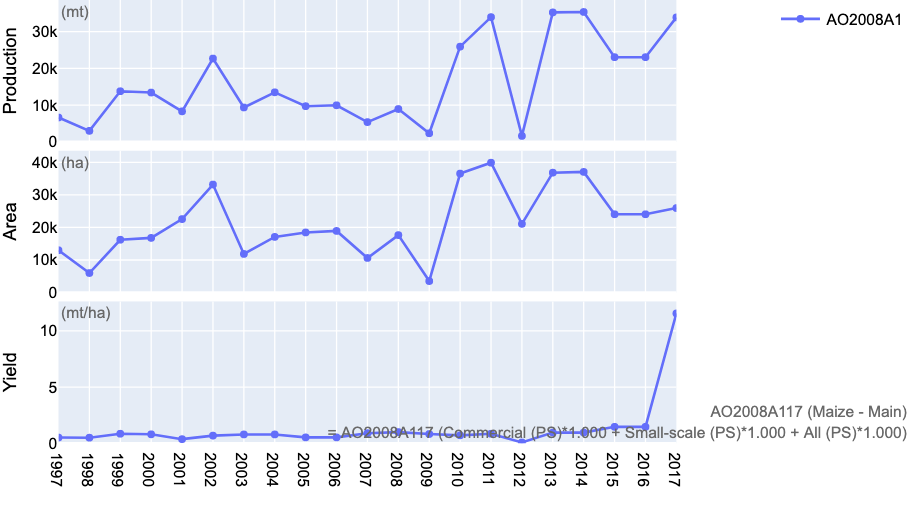 (mt)
AO2008A1
Production
30k
20k
10k
0
(ha)
Area
40k
30k
20k
10k
0
(mt/ha)
Yield
10
5
0
AO2008A117 (Maize - Main)
= AO2008A117 (Commercial (PS)*1.000 + Small-scale (PS)*1.000 + All (PS)*1.000)
1997
1998
1999
2000
2001
2002
2003
2004
2005
2006
2007
2008
2009
2010
2011
2012
2013
2014
2015
2016
2017